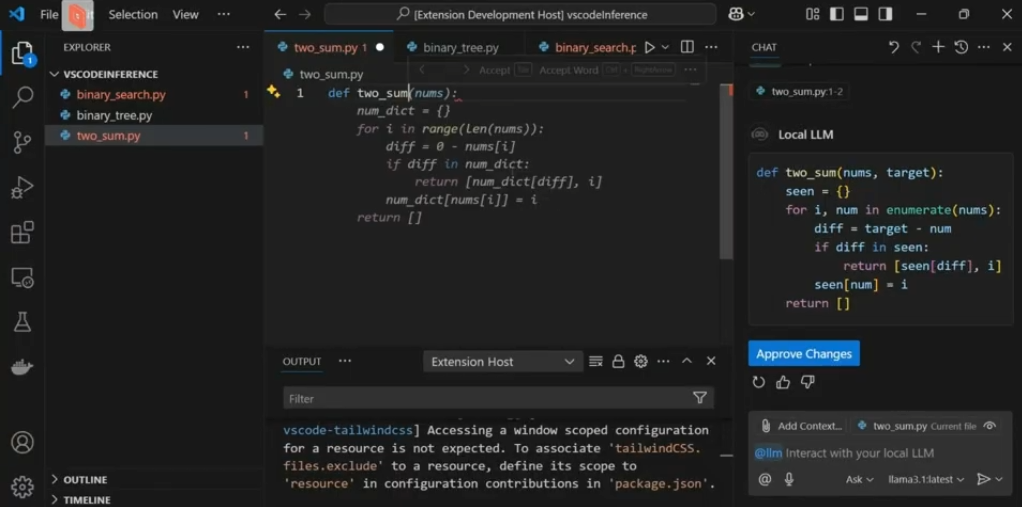 File
Selection
View
···
[Extension Development Host] vscodeInference
EXPLORER
···
VSCODEINFERENCE
binary_search.py 1
binary_tree.py
two_sum.py 1
OUTLINE
TIMELINE
two_sum.py 1
binary_tree.py
binary_search.p
···
two_sum.py
Accept Tab Accept Word Ctrl + RightArrow ···
1 def two_sum(nums):
num_dict = {}
for i in range(len(nums)):
diff = 0 - nums[i]
if diff in num_dict:
return [num_dict[diff], i]
num_dict[nums[i]] = i
return []
OUTPUT ···
Extension Host
···
Filter
vscode-tailwindcss] Accessing a window scoped configuration
for a resource is not expected. To associate 'tailwindCSS.
files.exclude' to a resource, define its scope to
'resource' in configuration contributions in 'package.json'.
CHAT
···
two_sum.py:1-2
Local LLM
def two_sum(nums, target):
seen = {}
for i, num in enumerate(nums):
diff = target - num
if diff in seen:
return [seen[diff], i]
seen[num] = i
return []
Approve Changes
Add Context...
two_sum.py Current file
@llm Interact with your local LLM
@ Ask llama3.1:latest